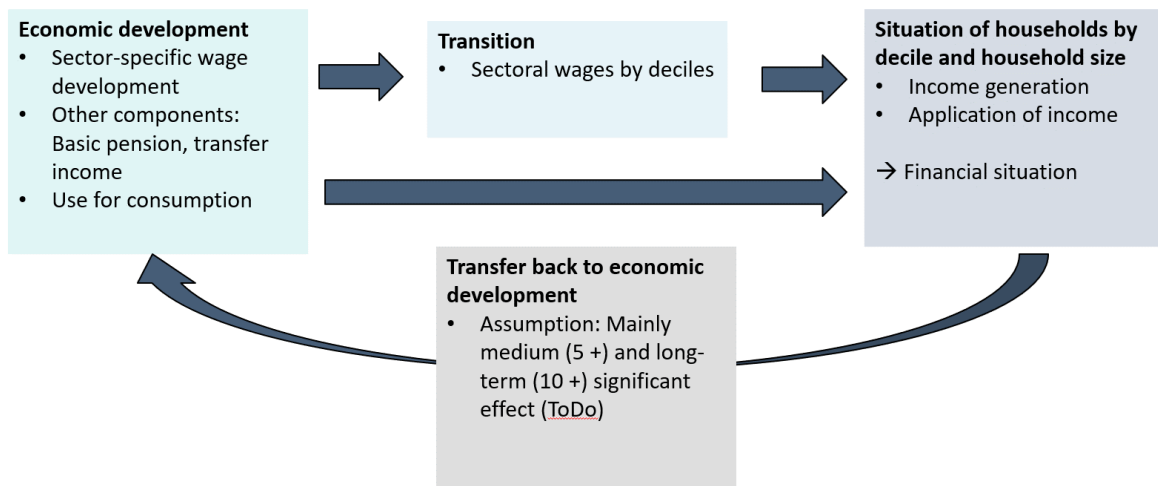 Economic development
• Sector-specific wage
development
• Other components:
Basic pension, transfer
income
• Use for consumption
Transition
• Sectoral wages by deciles
Situation of households by
decile and household size
• Income generation
• Application of income
→ Financial situation
Transfer back to economic
development
• Assumption: Mainly
medium (5 +) and long-
term (10 +) significant
effect (ToDo)